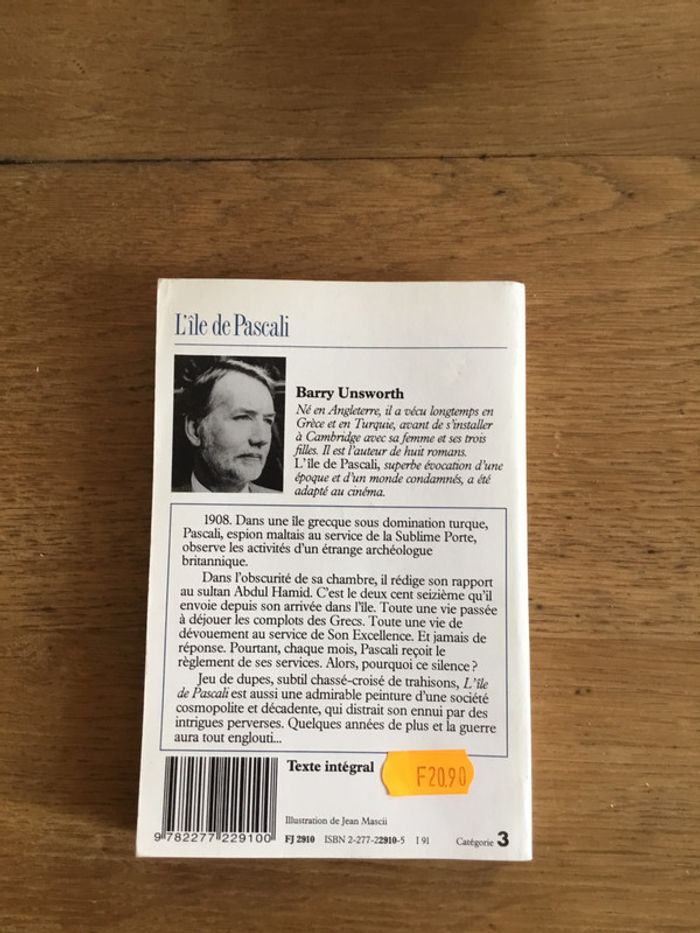 L'île de Pascali
Barry Unsworth
Né en Angleterre, il a vécu longtemps en
Grèce et en Turquie, avant de s'installer
à Cambridge avec sa femme et ses trois
filles. Il est l'auteur de huit romans.
L'île de Pascali, superbe évocation d'une
époque et d'un monde condamnés, a été
adapté au cinéma.
1908. Dans une île grecque sous domination turque,
Pascali, espion maltais au service de la Sublime Porte,
observe les activités d'un étrange archéologue
britannique.
Dans l'obscurité de sa chambre, il rédige son rapport
au sultan Abdul Hamid. C'est le deux cent seizième qu'il
envoie depuis son arrivée dans l'île. Toute une vie passée
à déjouer les complots des Grecs. Toute une vie de
dévouement au service de Son Excellence. Et jamais de
réponse. Pourtant, chaque mois, Pascali reçoit le
règlement de ses services. Alors, pourquoi ce silence ?
Jeu de dupes, subtil chassé-croisé de trahisons, L'île
de Pascali est aussi une admirable peinture d'une société
cosmopolite et décadente, qui distrait son ennui par des
intrigues perverses. Quelques années de plus et la guerre
aura tout englouti...
Texte intégral
F20.90
Illustration de Jean Mascii
9 782277 229100
FJ 2910 ISBN 2-277-22910-5 I 91 Catégorie 3